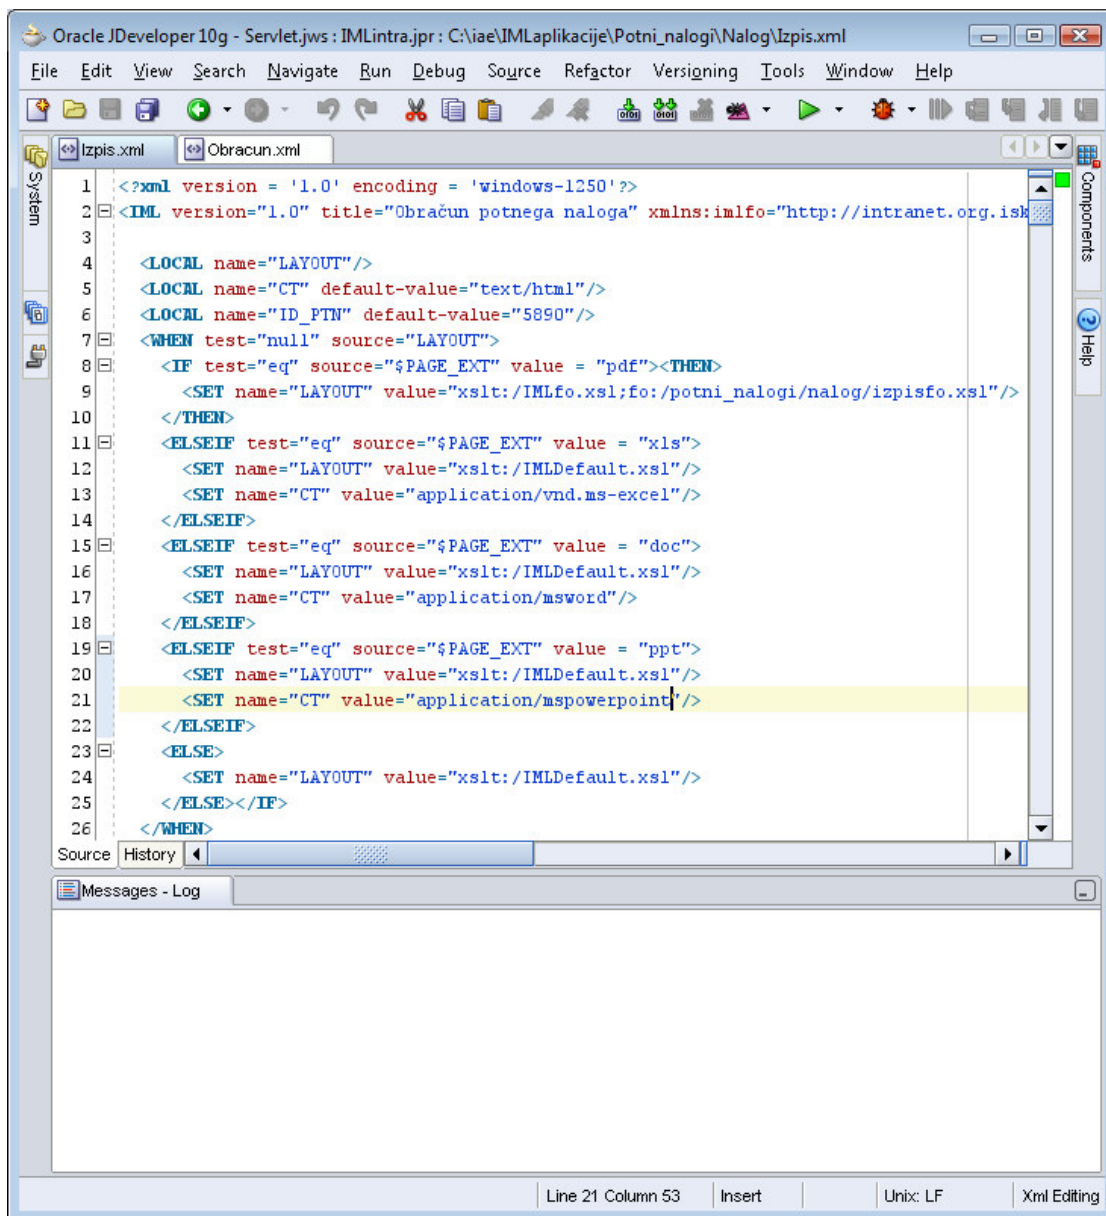 Oracle JDeveloper 10g - Servlet.jws : IMLintra.jpr : C:\iae\IMLaplikacije\Potni_nalogi\Nalog\Izpis.xml
File Edit View Search Navigate Run Debug Source Refactor Versioning Tools Window Help
Izpis.xml Obracun.xml
System
Components
Help
1 <?xml version = '1.0' encoding = 'windows-1250'?>
2 <IML version="1.0" title="Obračun potnega naloga" xmlns:imlfo="http://intranet.org.isk
3
4 <LOCAL name="LAYOUT"/>
5 <LOCAL name="CT" default-value="text/html"/>
6 <LOCAL name="ID_PTN" default-value="5890"/>
7 <WHEN test="null" source="LAYOUT">
8 <IF test="eq" source="$PAGE_EXT" value = "pdf"><THEN>
9 <SET name="LAYOUT" value="xslt:/IMLfo.xsl;fo:/potni_nalogi/nalog/izpisfo.xsl"/>
10 </THEN>
11 <ELSEIF test="eq" source="$PAGE_EXT" value = "xls">
12 <SET name="LAYOUT" value="xslt:/IMLDefault.xsl"/>
13 <SET name="CT" value="application/vnd.ms-excel"/>
14 </ELSEIF>
15 <ELSEIF test="eq" source="$PAGE_EXT" value = "doc">
16 <SET name="LAYOUT" value="xslt:/IMLDefault.xsl"/>
17 <SET name="CT" value="application/msword"/>
18 </ELSEIF>
19 <ELSEIF test="eq" source="$PAGE_EXT" value = "ppt">
20 <SET name="LAYOUT" value="xslt:/IMLDefault.xsl"/>
21 <SET name="CT" value="application/mspowerpoint"/>
22 </ELSEIF>
23 <ELSE>
24 <SET name="LAYOUT" value="xslt:/IMLDefault.xsl"/>
25 </ELSE></IF>
26 </WHEN>
Source History
Messages - Log
Line 21 Column 53 Insert Unix: LF Xml Editing